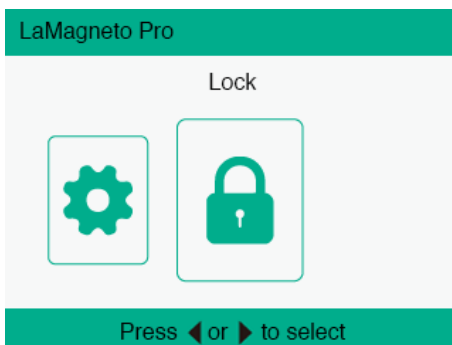 LaMagneto Pro
Lock
Press ◀ or ▶ to select